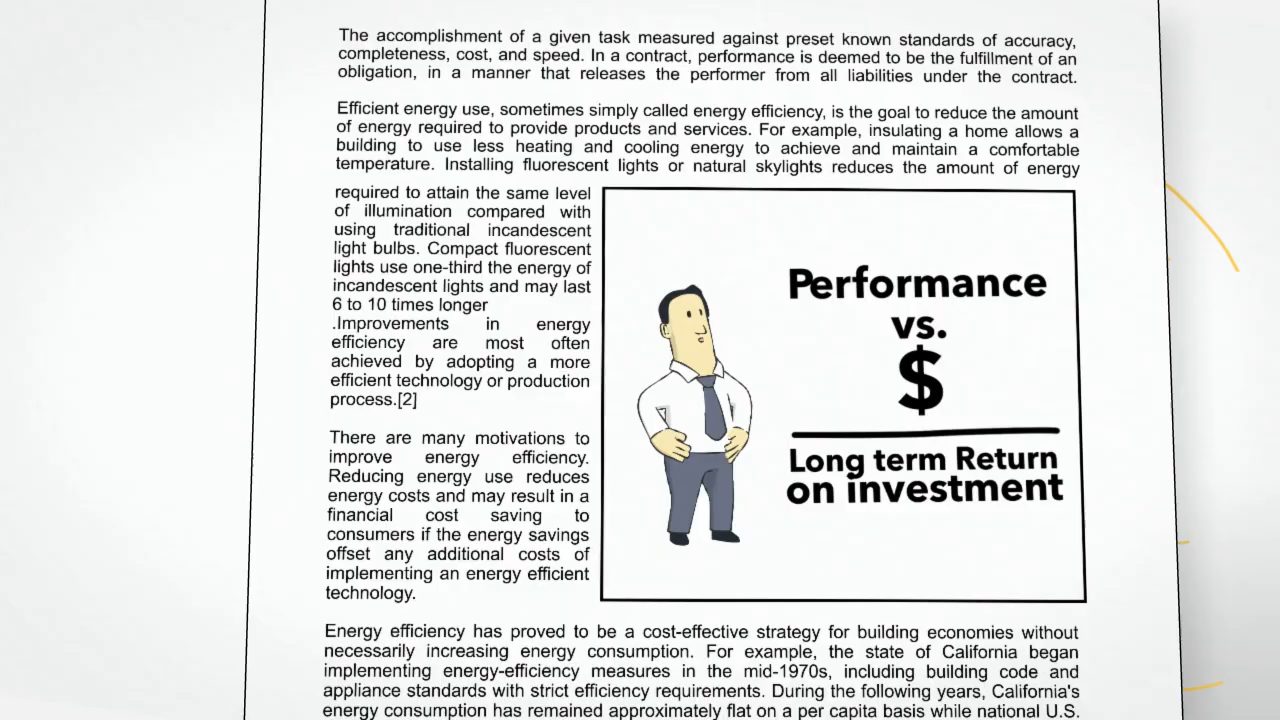 The accomplishment of a given task measured against preset known standards of accuracy,
completeness, cost, and speed. In a contract, performance is deemed to be the fulfillment of an
obligation, in a manner that releases the performer from all liabilities under the contract.
Efficient energy use, sometimes simply called energy efficiency, is the goal to reduce the amount
of energy required to provide products and services. For example, insulating a home allows a
building to use less heating and cooling energy to achieve and maintain a comfortable
temperature. Installing fluorescent lights or natural skylights reduces the amount of energy
required to attain the same level
of illumination compared with
using traditional incandescent
light bulbs. Compact fluorescent
lights use one-third the energy of
incandescent lights and may last
6 to 10 times longer
.Improvements in energy
efficiency are most often
achieved by adopting a more
efficient technology or production
process.[2]
There are many motivations to
improve energy efficiency.
Reducing energy use reduces
energy costs and may result in a
financial cost saving to
consumers if the energy savings
offset any additional costs of
implementing an energy efficient
technology.
Performance
vs.
$
Long term Return
on investment
Energy efficiency has proved to be a cost-effective strategy for building economies without
necessarily increasing energy consumption. For example, the state of California began
implementing energy-efficiency measures in the mid-1970s, including building code and
appliance standards with strict efficiency requirements. During the following years, California's
energy consumption has remained approximately flat on a per capita basis while national U.S.